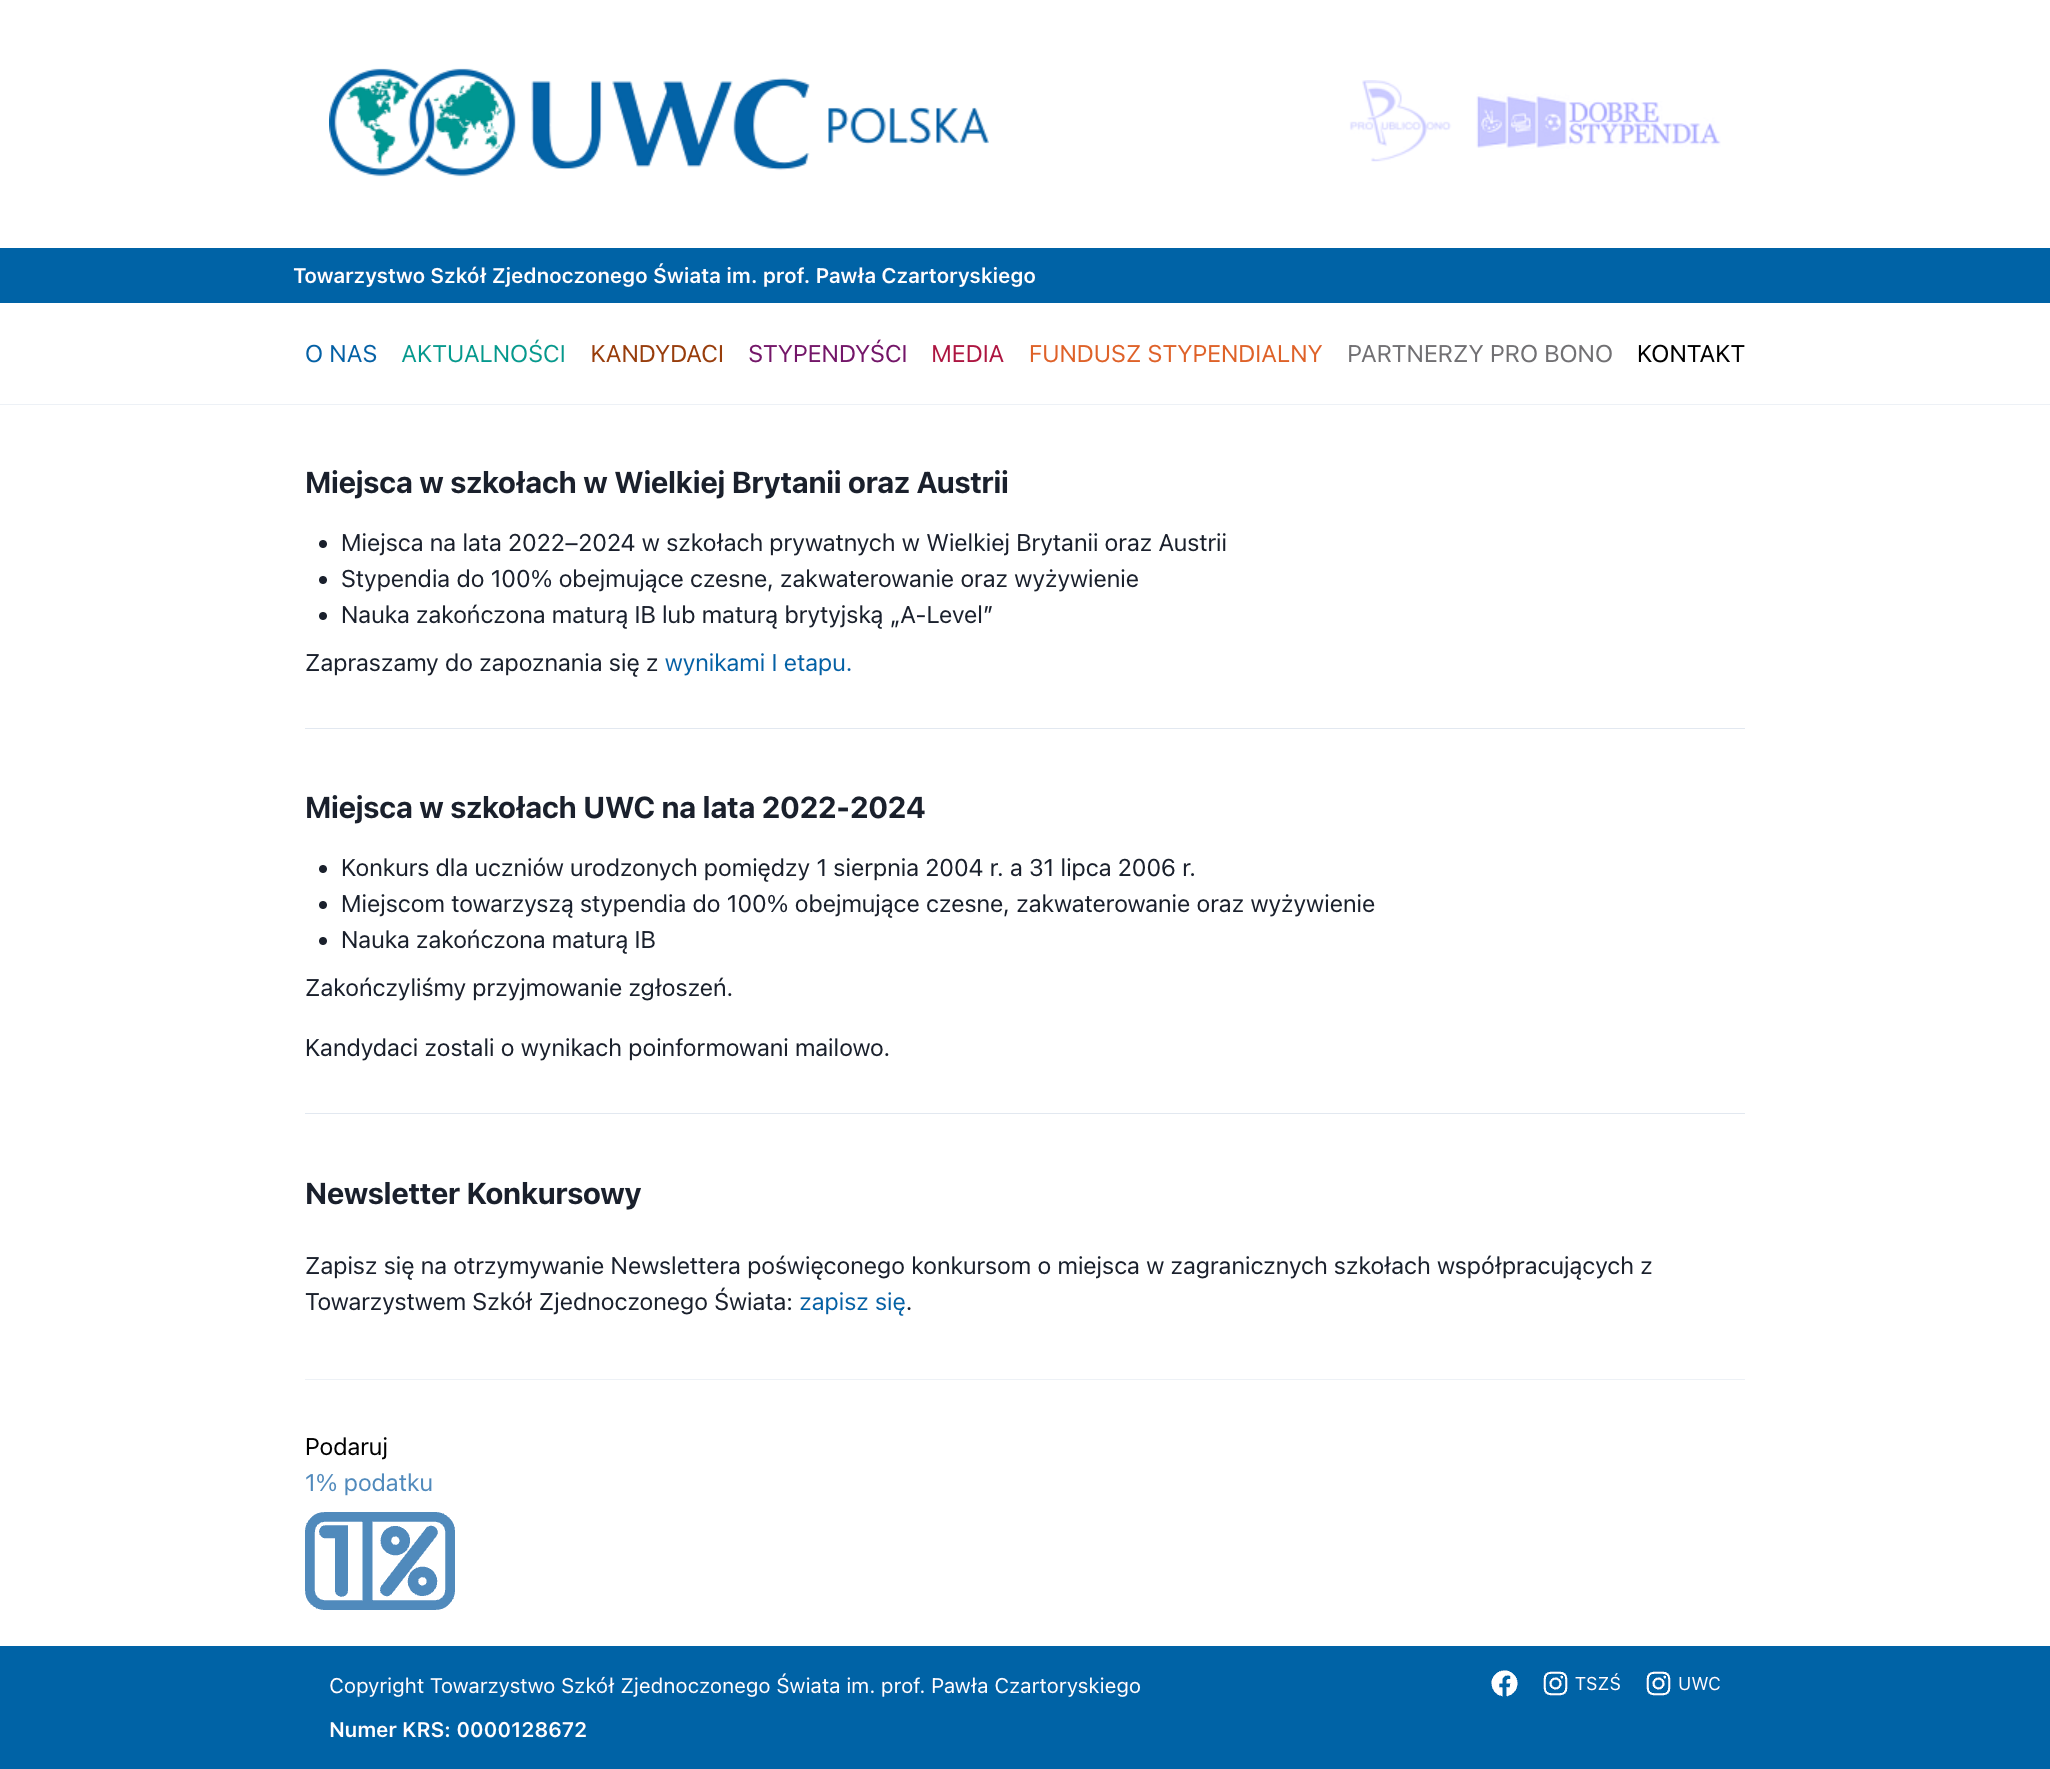 UWC POLSKA
PRO PUBLICO BONO
DOBRE
STYPENDIA
Towarzystwo Szkół Zjednoczonego Świata im. prof. Pawła Czartoryskiego
O NAS AKTUALNOŚCI KANDYDACI STYPENDYŚCI MEDIA FUNDUSZ STYPENDIALNY PARTNERZY PRO BONO KONTAKT
Miejsca w szkołach w Wielkiej Brytanii oraz Austrii
• Miejsca na lata 2022–2024 w szkołach prywatnych w Wielkiej Brytanii oraz Austrii
• Stypendia do 100% obejmujące czesne, zakwaterowanie oraz wyżywienie
• Nauka zakończona maturą IB lub maturą brytyjską „A-Level”
Zapraszamy do zapoznania się z wynikami I etapu.
Miejsca w szkołach UWC na lata 2022-2024
• Konkurs dla uczniów urodzonych pomiędzy 1 sierpnia 2004 r. a 31 lipca 2006 r.
• Miejscom towarzyszą stypendia do 100% obejmujące czesne, zakwaterowanie oraz wyżywienie
• Nauka zakończona maturą IB
Zakończyliśmy przyjmowanie zgłoszeń.
Kandydaci zostali o wynikach poinformowani mailowo.
Newsletter Konkursowy
Zapisz się na otrzymywanie Newslettera poświęconego konkursom o miejsca w zagranicznych szkołach współpracujących z
Towarzystwem Szkół Zjednoczonego Świata: zapisz się.
Podaruj
1% podatku
1%
Copyright Towarzystwo Szkół Zjednoczonego Świata im. prof. Pawła Czartoryskiego
TSZŚ UWC
Numer KRS: 0000128672